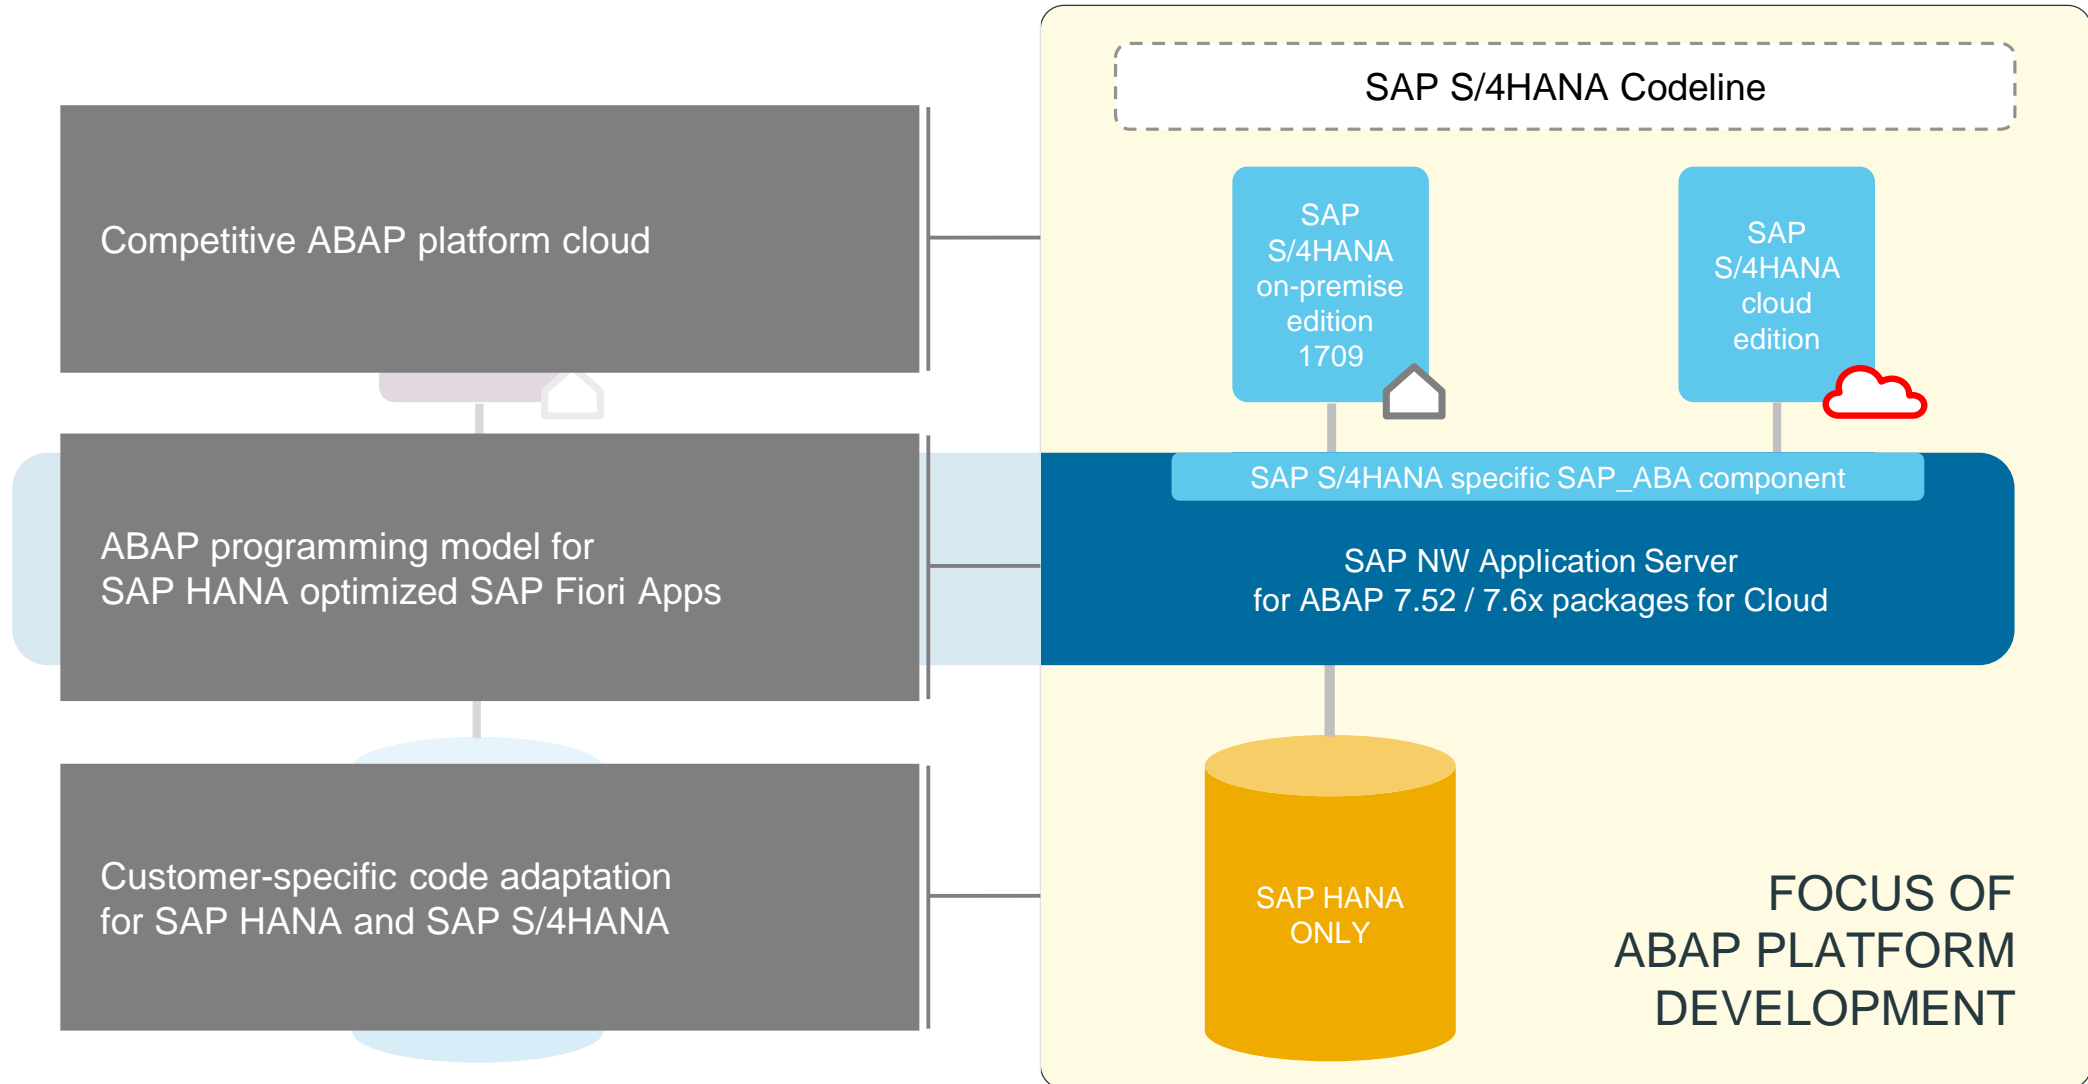 Competitive ABAP platform cloud
ABAP programming model for
SAP HANA optimized SAP Fiori Apps
Customer-specific code adaptation
for SAP HANA and SAP S/4HANA
SAP S/4HANA Codeline
SAP
S/4HANA
on-premise
edition
1709
SAP
S/4HANA
cloud
edition
SAP S/4HANA specific SAP_ABA component
SAP NW Application Server
for ABAP 7.52 / 7.6x packages for Cloud
SAP HANA
ONLY
FOCUS OF
ABAP PLATFORM
DEVELOPMENT